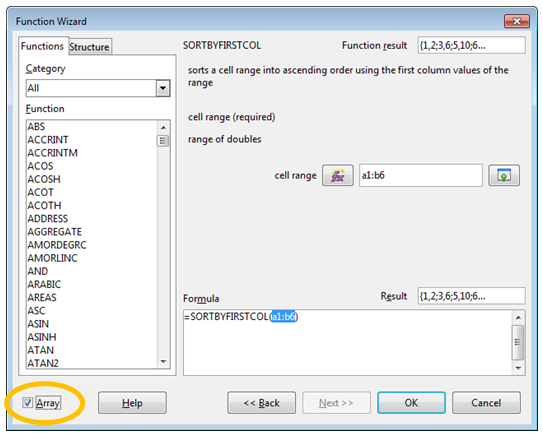 Function Wizard
Functions Structure
Category
All
Function
ABS
ACCRINT
ACCRINTM
ACOS
ACOSH
ACOT
ACOTH
ADDRESS
AGGREGATE
AMORDEGRC
AMORLINC
AND
ARABIC
AREAS
ASC
ASIN
ASINH
ATAN
ATAN2
SORTBYFIRSTCOL Function result {1,2;3,6;5,10;6...
sorts a cell range into ascending order using the first column values of the
range
cell range (required)
range of doubles
cell range fx a1:b6
Formula Result {1,2;3,6;5,10;6...
=SORTBYFIRSTCOL(a1:b6)
Array Help << Back Next >> OK Cancel